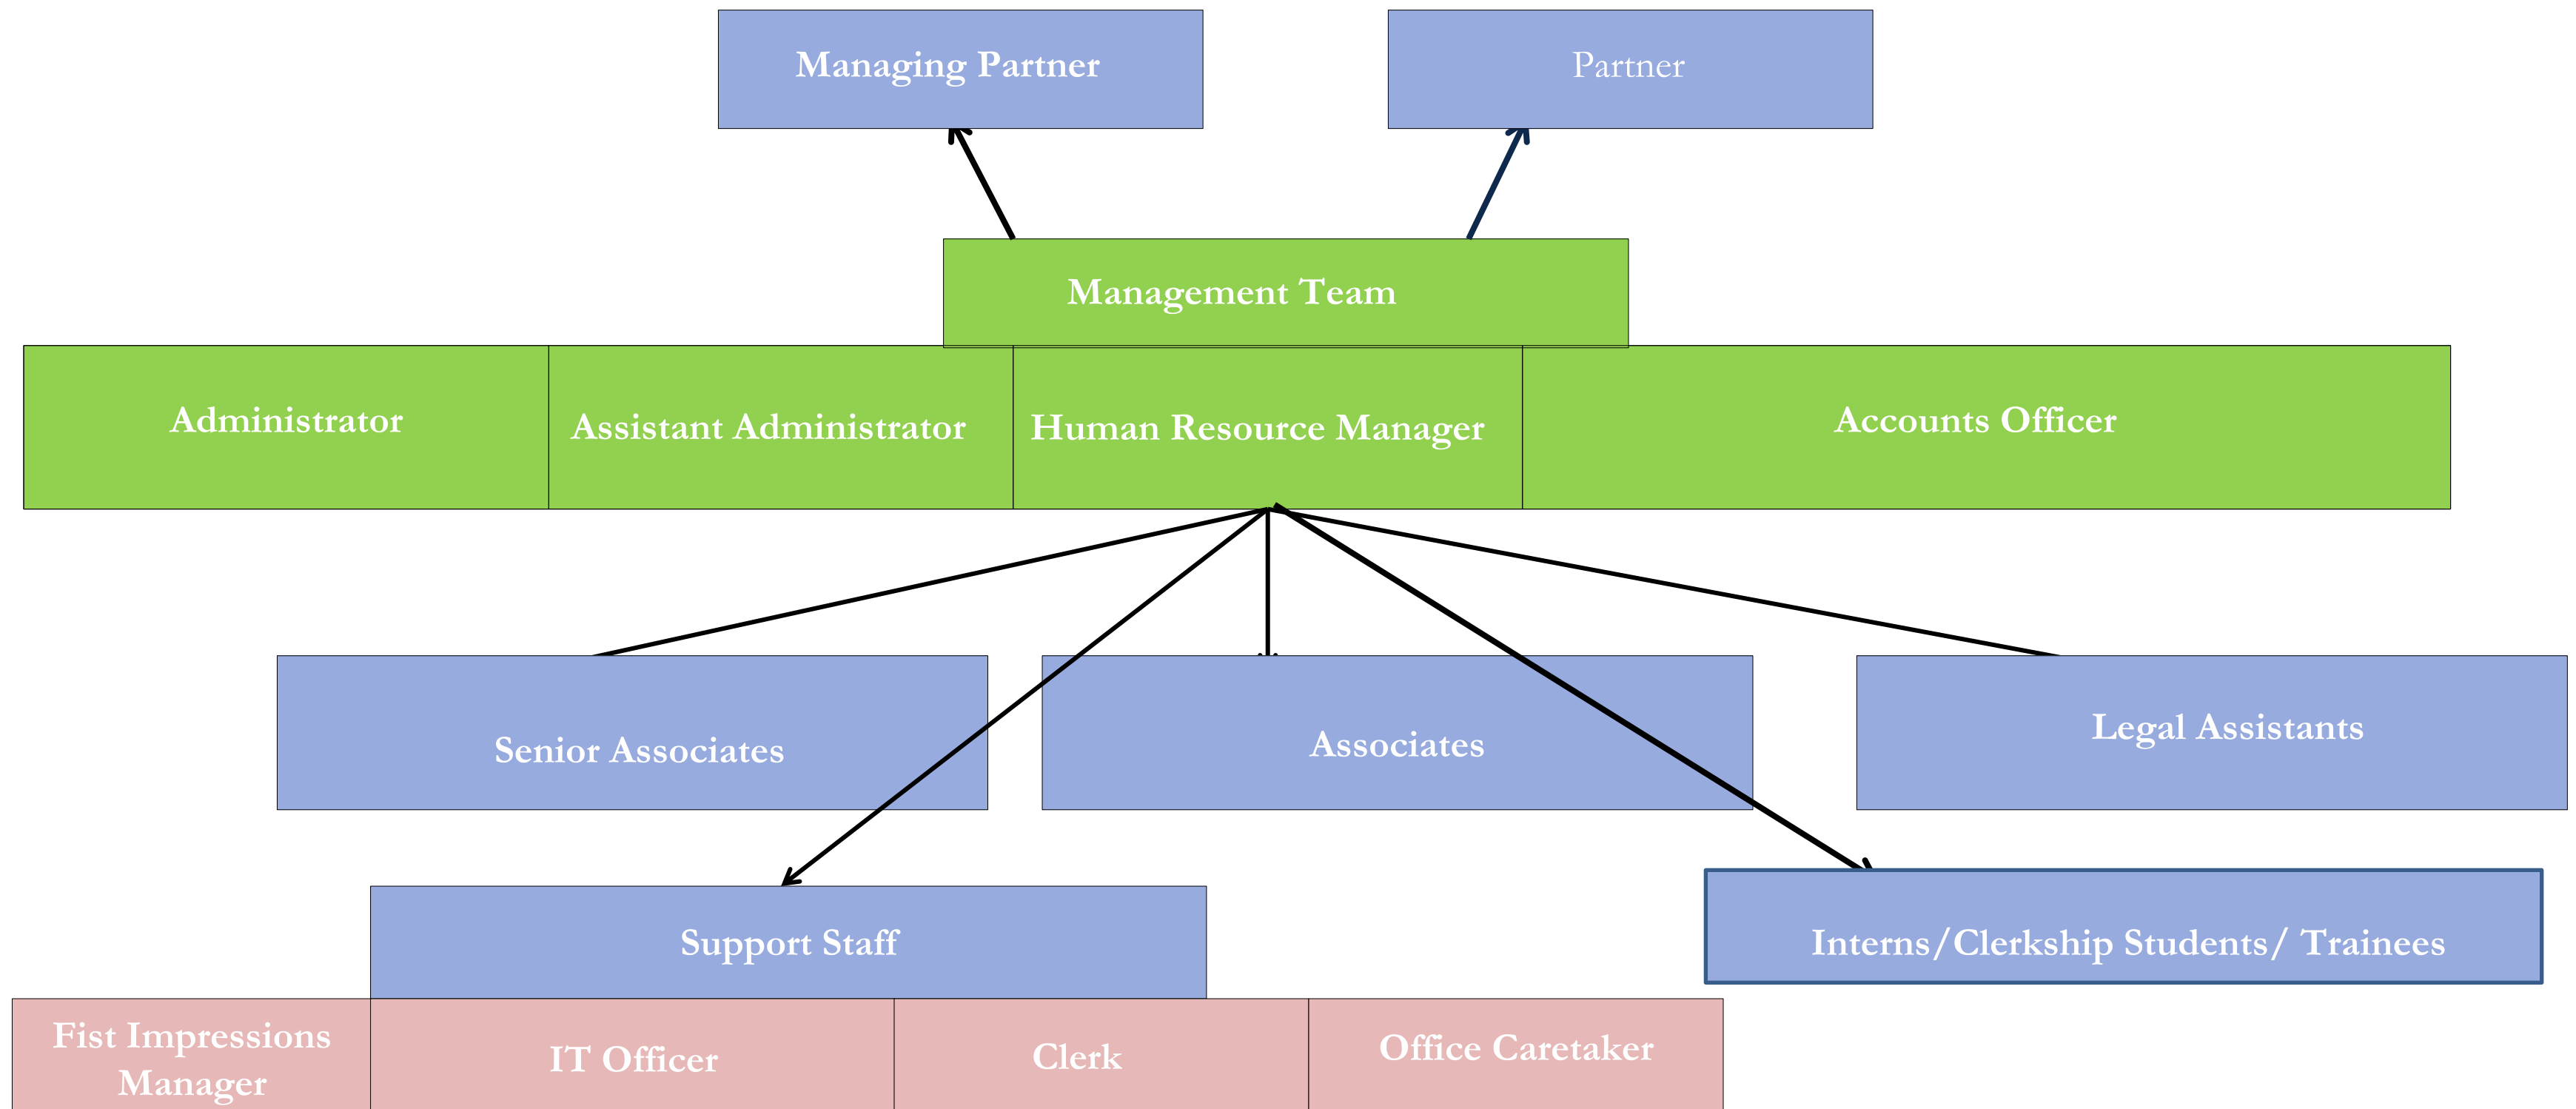 Managing Partner
Partner
Management Team
Administrator
Assistant Administrator
Human Resource Manager
Accounts Officer
Senior Associates
Associates
Legal Assistants
Support Staff
Interns/Clerkship Students/ Trainees
Fist Impressions
Manager
IT Officer
Clerk
Office Caretaker